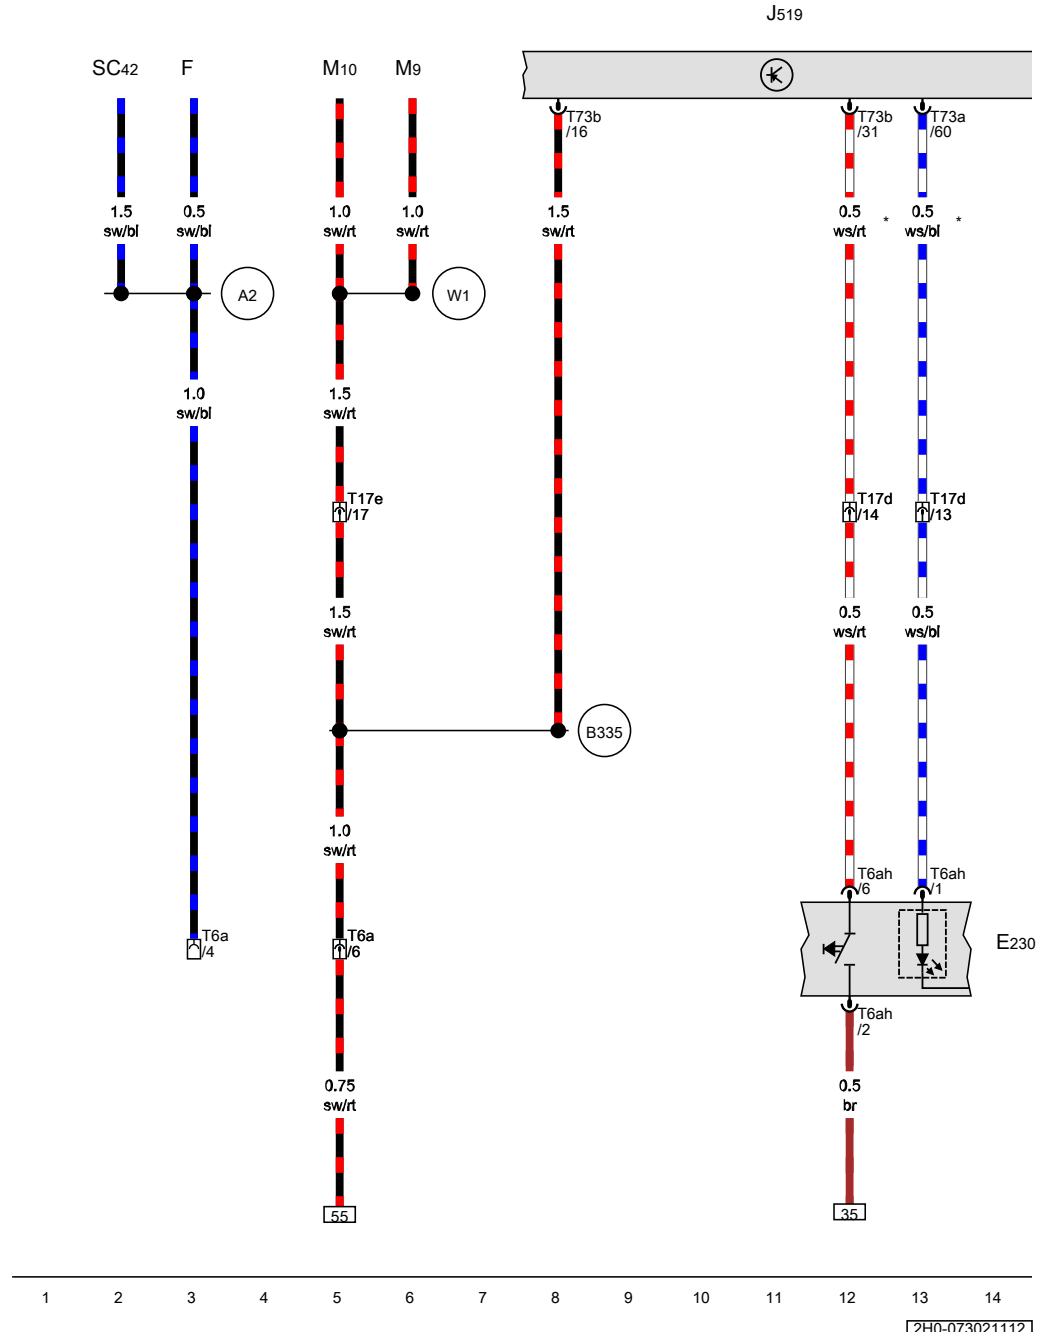 J519
SC42 F M10 M9
T73b
/16
T73b
/31
T73a
/60
1.5
sw/bl
0.5
sw/bl
1.0
sw/rt
1.0
sw/rt
1.5
sw/rt
0.5
ws/rt
*
0.5
ws/bl
*
A2
W1
1.0
sw/bl
1.5
sw/rt
T17e
/17
T17d
/14
T17d
/13
1.5
sw/rt
0.5
ws/rt
0.5
ws/bl
B335
1.0
sw/rt
T6ah
/6
T6ah
/1
T6a
/4
T6a
/6
E230
T6ah
/2
0.75
sw/rt
0.5
br
55
35
1 2 3 4 5 6 7 8 9 10 11 12 13 14
2H0-073021112